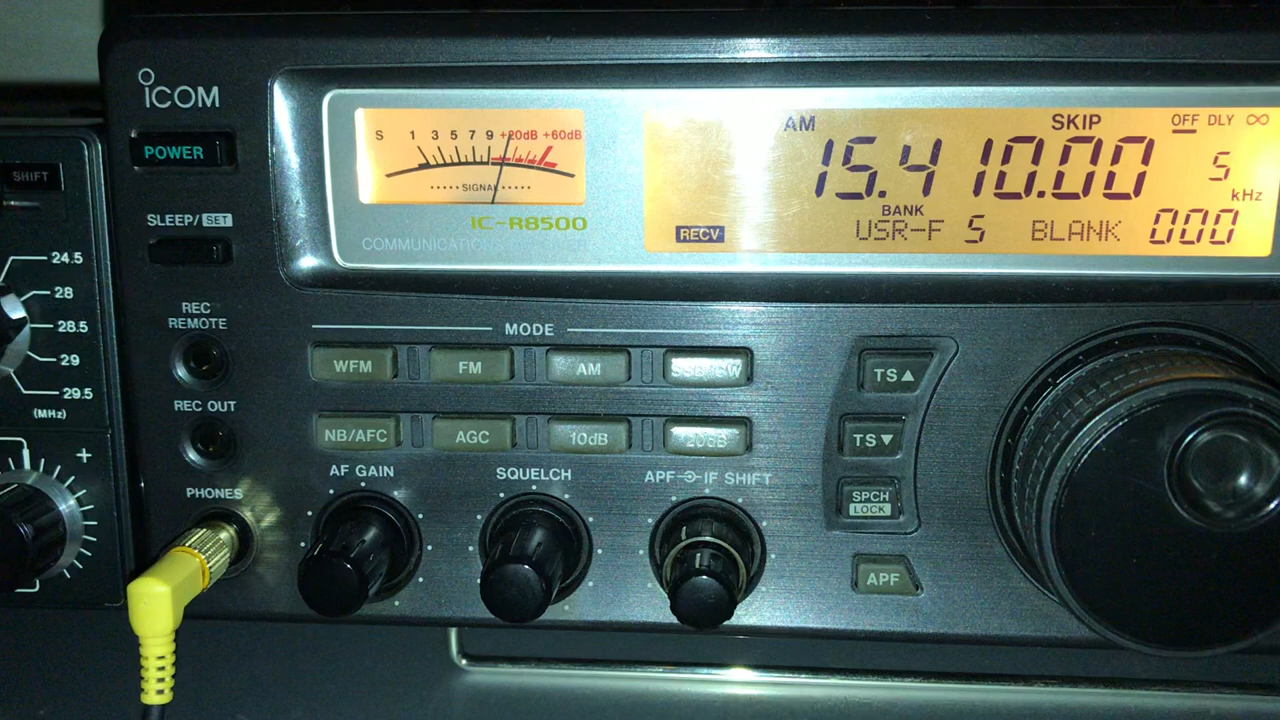 ICOM
POWER
SLEEP/SET
REC
REMOTE
REC OUT
PHONES
S 1 3 5 7 9 +20dB +60dB
SIGNAL
IC-R8500
COMMUNICATIONS
AM SKIP OFF DLY ∞
15.410.00 5
kHz
BANK
RECV USR-F 5 BLANK 000
MODE
WFM FM AM SSB/CW
NB/AFC AGC 10dB 20dB
AF GAIN SQUELCH APF IF SHIFT
TS▲
TS▼
SPCH
LOCK
APF
SHIFT
24.5
28
28.5
29
29.5
(MHz)
+